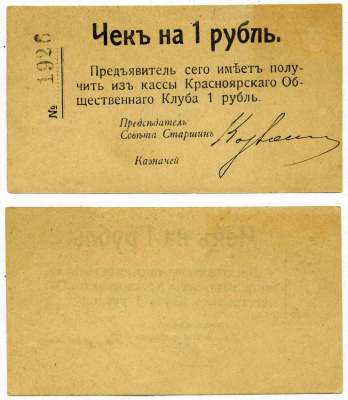 Чекъ на 1 рубль.
№ 1926
Предъявитель сего имѣетъ полу-
чить изъ кассы Красноярскаго Об-
щественнаго Клуба 1 рубль.
Предсѣдатель
Совѣта Старшинъ
Казначей